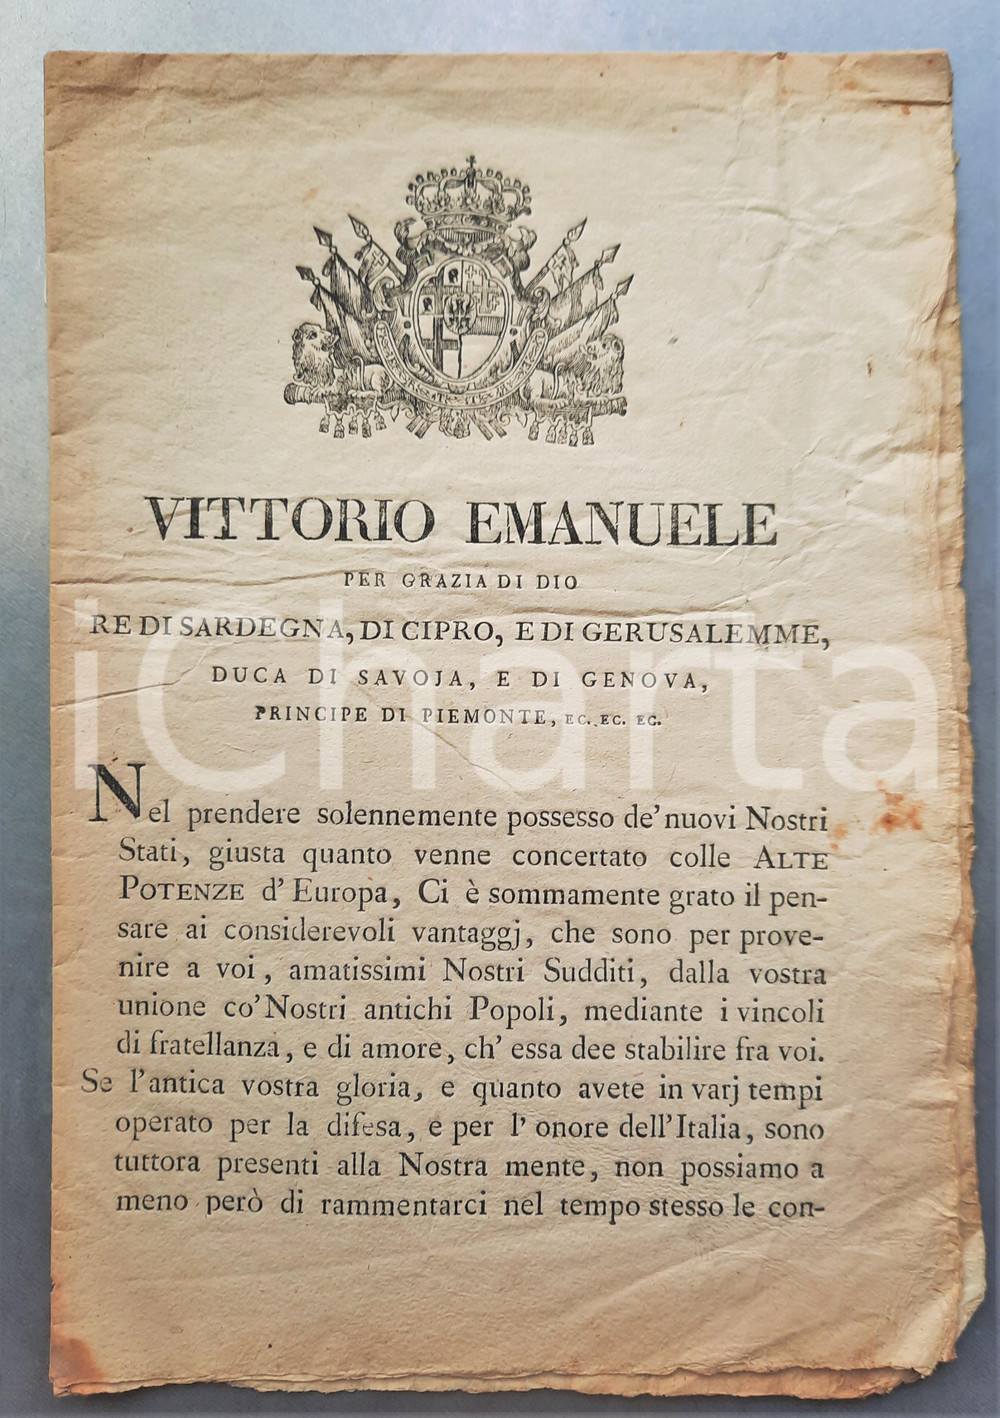 VITTORIO EMANUELE
PER GRAZIA DI DIO
RE DI SARDEGNA, DI CIPRO, E DI GERUSALEMME,
DUCA DI SAVOJA, E DI GENOVA,
PRINCIPE DI PIEMONTE, EC. EC. EC.
Nel prendere solennemente possesso de' nuovi Nostri
Stati, giusta quanto venne concertato colle ALTE
POTENZE d' Europa, Ci è sommamente grato il pen-
sare ai considerevoli vantaggj, che sono per prove-
nire a voi, amatissimi Nostri Sudditi, dalla vostra
unione co' Nostri antichi Popoli, mediante i vincoli
di fratellanza, e di amore, ch' essa dee stabilire fra voi.
Se l'antica vostra gloria, e quanto avete in varj tempi
operato per la difesa, e per l' onore dell'Italia, sono
tuttora presenti alla Nostra mente, non possiamo a
meno però di rammentarci nel tempo stesso le con-
iCharta